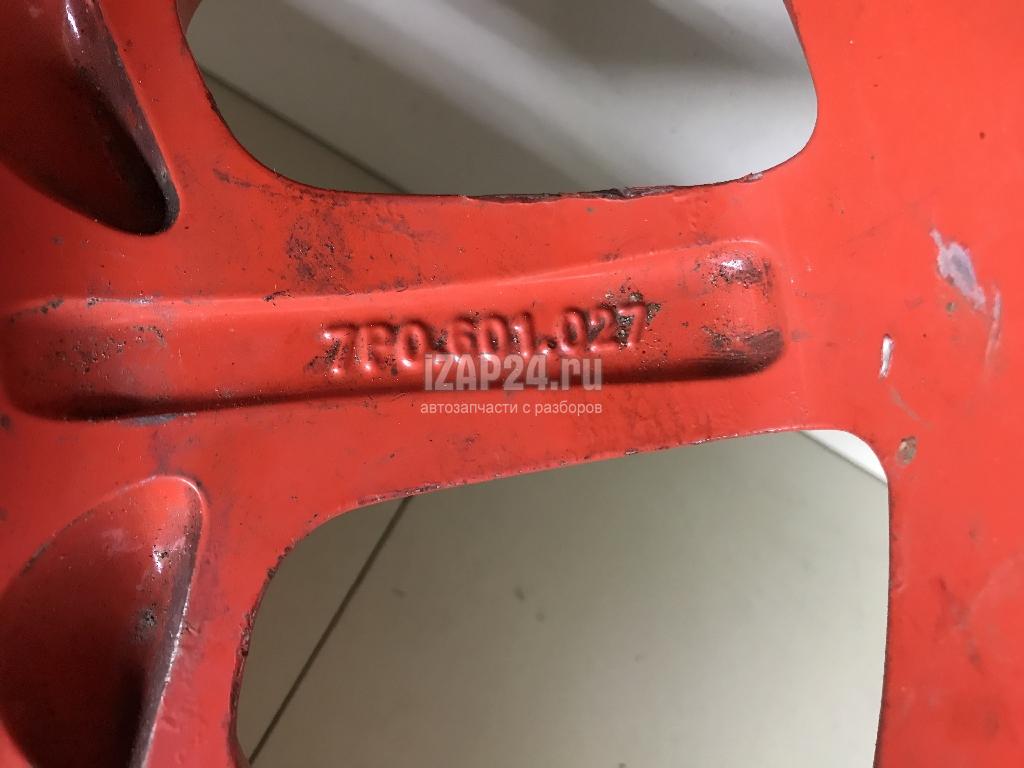 7P0.601.027
iZAP24.ru
автозапчасти с разборов